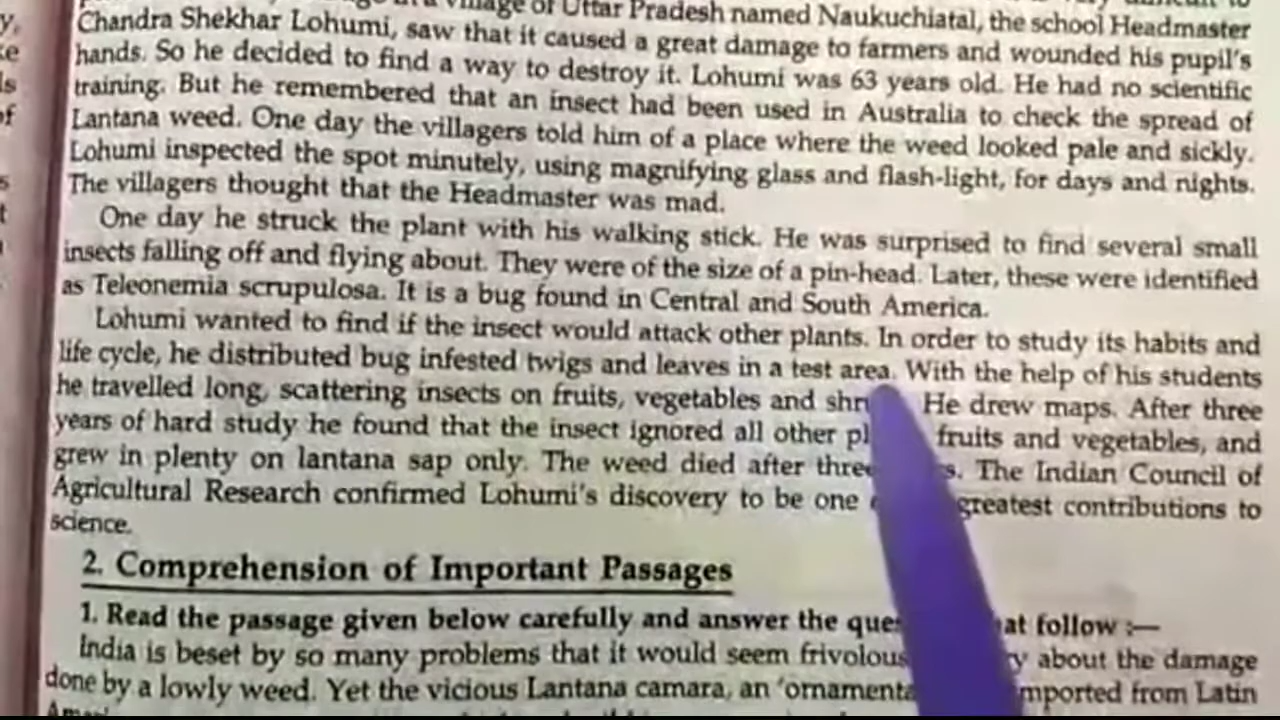 village of Uttar Pradesh named Naukuchiatal, the school Headmaster
y, Chandra Shekhar Lohumi, saw that it caused a great damage to farmers and wounded his pupil's
hands. So he decided to find a way to destroy it. Lohumi was 63 years old. He had no scientific
training. But he remembered that an insect had been used in Australia to check the spread of
of Lantana weed. One day the villagers told him of a place where the weed looked pale and sickly.
Lohumi inspected the spot minutely, using magnifying glass and flash-light, for days and nights.
The villagers thought that the Headmaster was mad.
One day he struck the plant with his walking stick. He was surprised to find several small
insects falling off and flying about. They were of the size of a pin-head. Later, these were identified
as Teleonemia scrupulosa. It is a bug found in Central and South America.
Lohumi wanted to find if the insect would attack other plants. In order to study its habits and
life cycle, he distributed bug infested twigs and leaves in a test area. With the help of his students
he travelled long, scattering insects on fruits, vegetables and He drew maps. After three
years of hard study he found that the insect ignored all other fruits and vegetables, and
grew in plenty on lantana sap only. The weed died after three The Indian Council of
Agricultural Research confirmed Lohumi's discovery to be one greatest contributions to
science.
2. Comprehension of Important Passages
1. Read the passage given below carefully and answer the follow :—
India is beset by so many problems that it would seem frivolous about the damage
done by a lowly weed. Yet the vicious Lantana camara, an imported from Latin